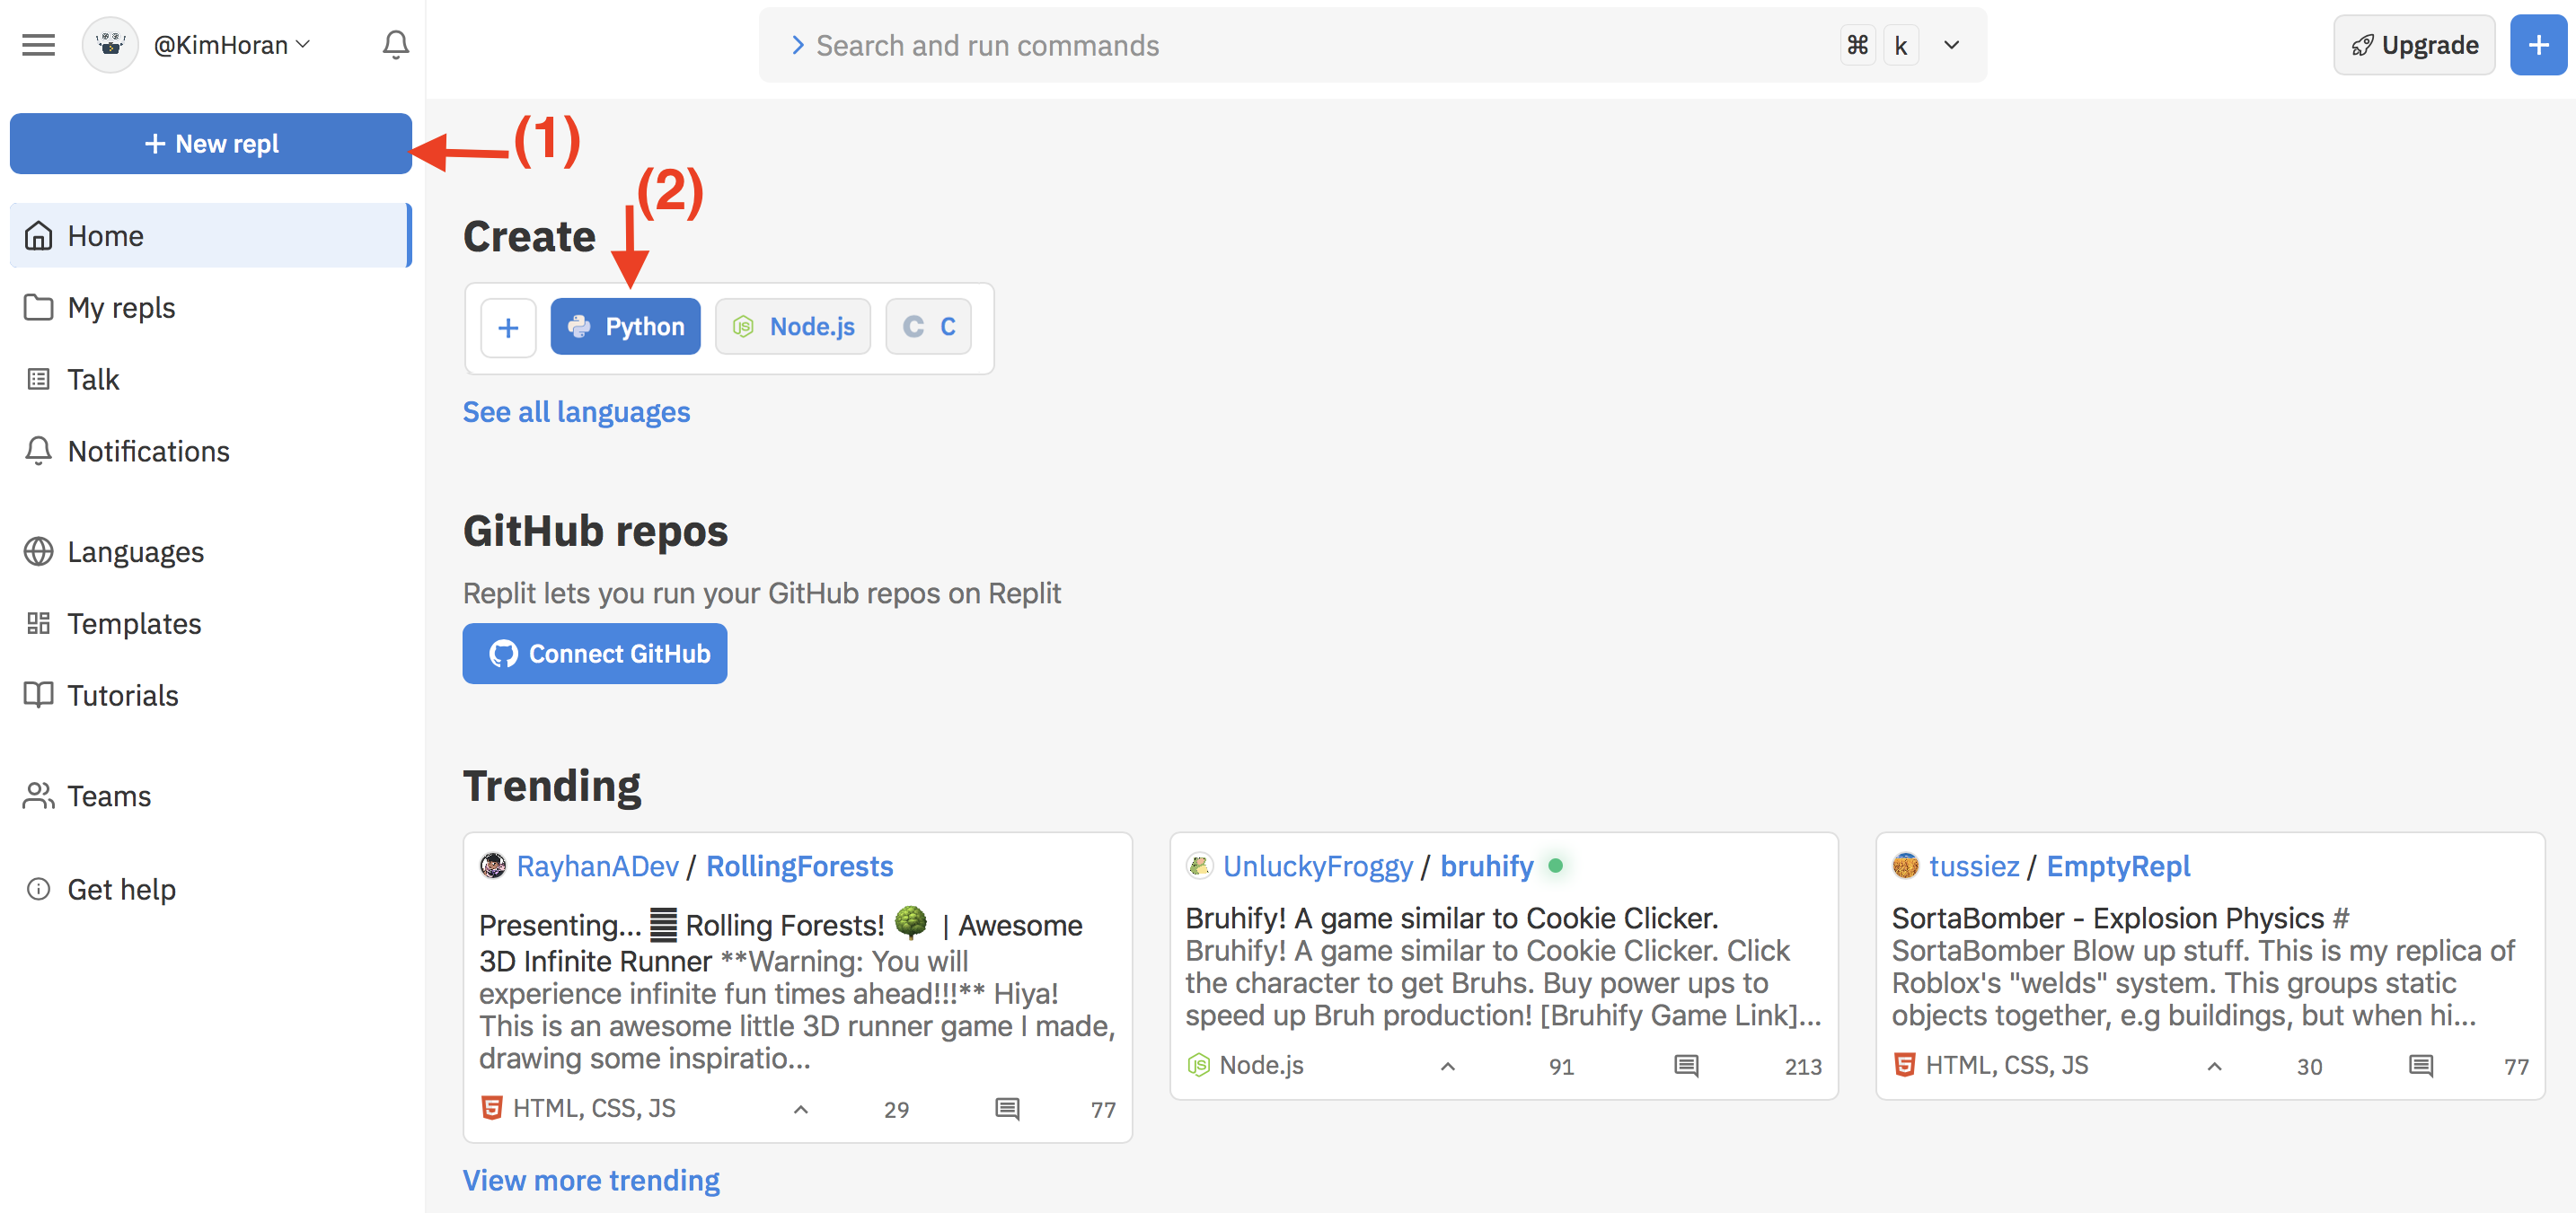 @KimHoran
Search and run commands
⌘ k
Upgrade
+
+ New repl
(1)
(2)
Home
My repls
Talk
Notifications
Languages
Templates
Tutorials
Teams
Get help
Create
+ Python JS Node.js C C
See all languages
GitHub repos
Replit lets you run your GitHub repos on Replit
Connect GitHub
Trending
RayhanADev / RollingForests
Presenting... Rolling Forests! 🌳 | Awesome
3D Infinite Runner **Warning: You will
experience infinite fun times ahead!!!** Hiya!
This is an awesome little 3D runner game I made,
drawing some inspiratio...
5 HTML, CSS, JS 29 77
UnluckyFroggy / bruhify
Bruhify! A game similar to Cookie Clicker.
Bruhify! A game similar to Cookie Clicker. Click
the character to get Bruhs. Buy power ups to
speed up Bruh production! [Bruhify Game Link]...
JS Node.js 91 213
tussiez / EmptyRepl
SortaBomber - Explosion Physics #
SortaBomber Blow up stuff. This is my replica of
Roblox's "welds" system. This groups static
objects together, e.g buildings, but when hi...
5 HTML, CSS, JS 30 77
View more trending